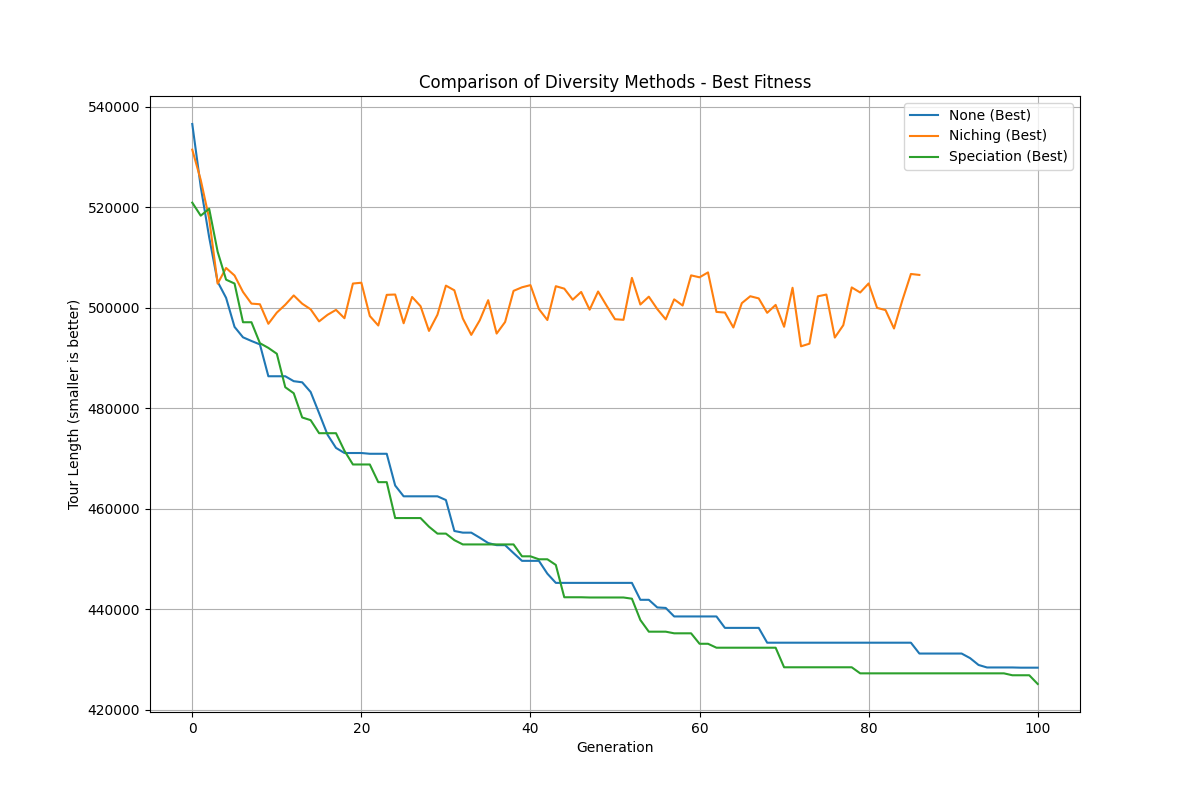 Comparison of Diversity Methods - Best Fitness
None (Best)
Niching (Best)
Speciation (Best)
Tour Length (smaller is better)
540000
520000
500000
480000
460000
440000
420000
0 20 40 60 80 100
Generation